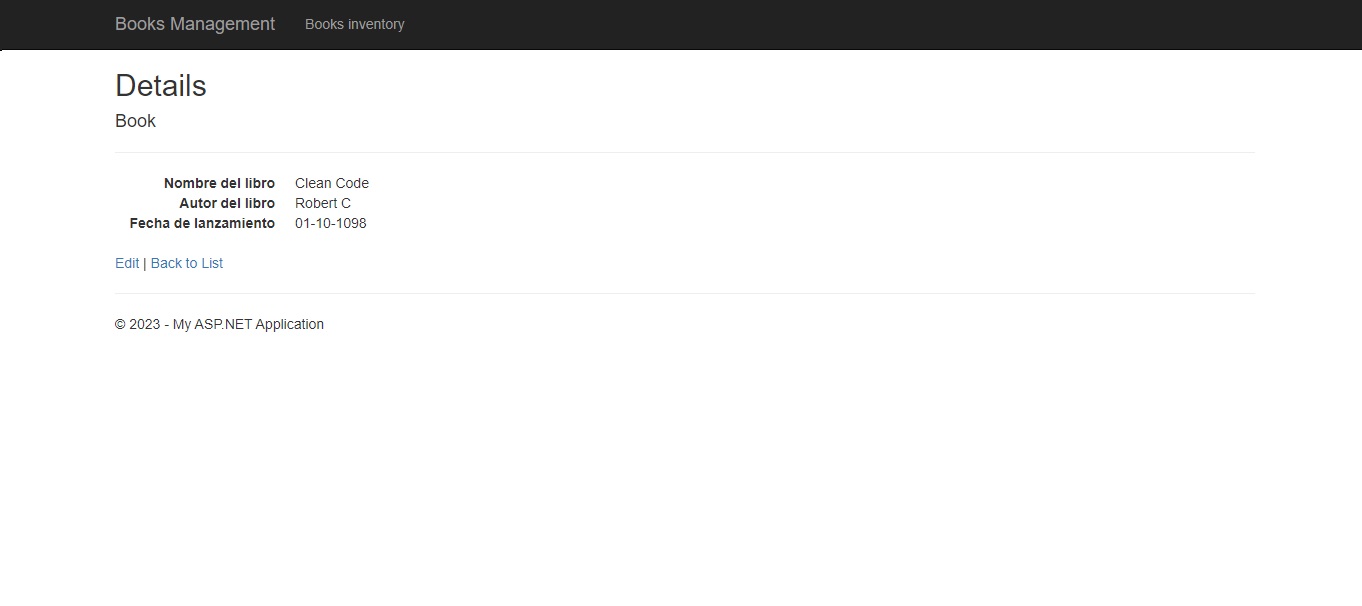 Books Management Books inventory
Details
Book
Nombre del libro Clean Code
Autor del libro Robert C
Fecha de lanzamiento 01-10-1098
Edit | Back to List
© 2023 - My ASP.NET Application